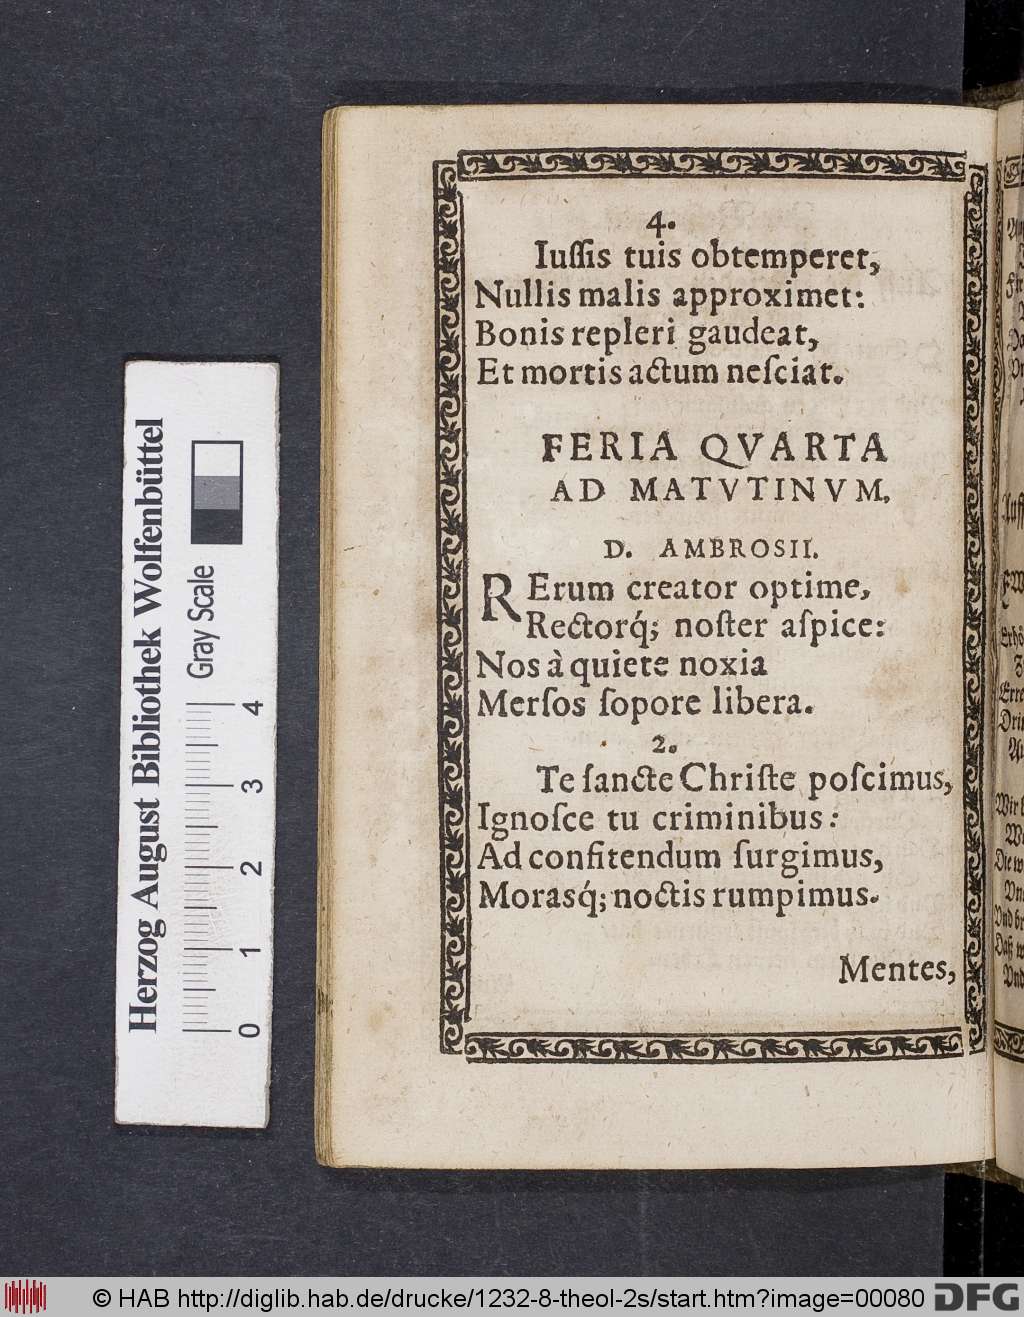 4.
Iuſſis tuis obtemperet,
Nullis malis approximet:
Bonis repleri gaudeat,
Et mortis actum neſciat.
FERIA QVARTA
AD MATVTINVM.
D. AMBROSII.
RErum creator optime,
Rectorq́; noſter aſpice:
Nos à quiete noxia
Merſos ſopore libera.
2.
Te ſancte Chriſte poſcimus,
Ignoſce tu criminibus:
Ad confitendum ſurgimus,
Morasq́; noctis rumpimus.
Mentes,
Herzog August Bibliothek Wolfenbüttel
Gray Scale
0 1 2 3 4
© HAB http://diglib.hab.de/drucke/1232-8-theol-2s/start.htm?image=00080
DFG